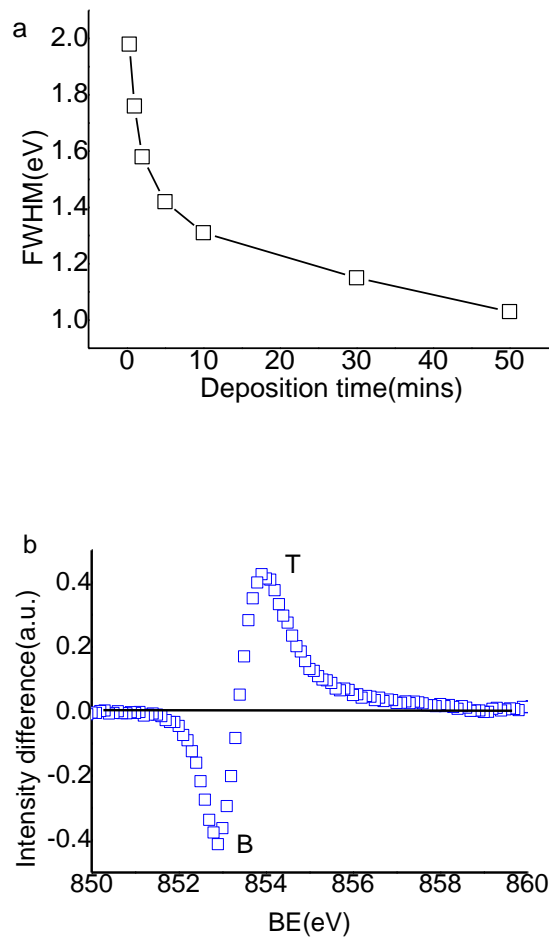 a
2.0
1.8
1.6
1.4
1.2
1.0
FWHM(eV)
0 10 20 30 40 50
Deposition time(mins)
b
T
B
0.4
0.2
0.0
-0.2
-0.4
Intensity difference(a.u.)
850 852 854 856 858 860
BE(eV)